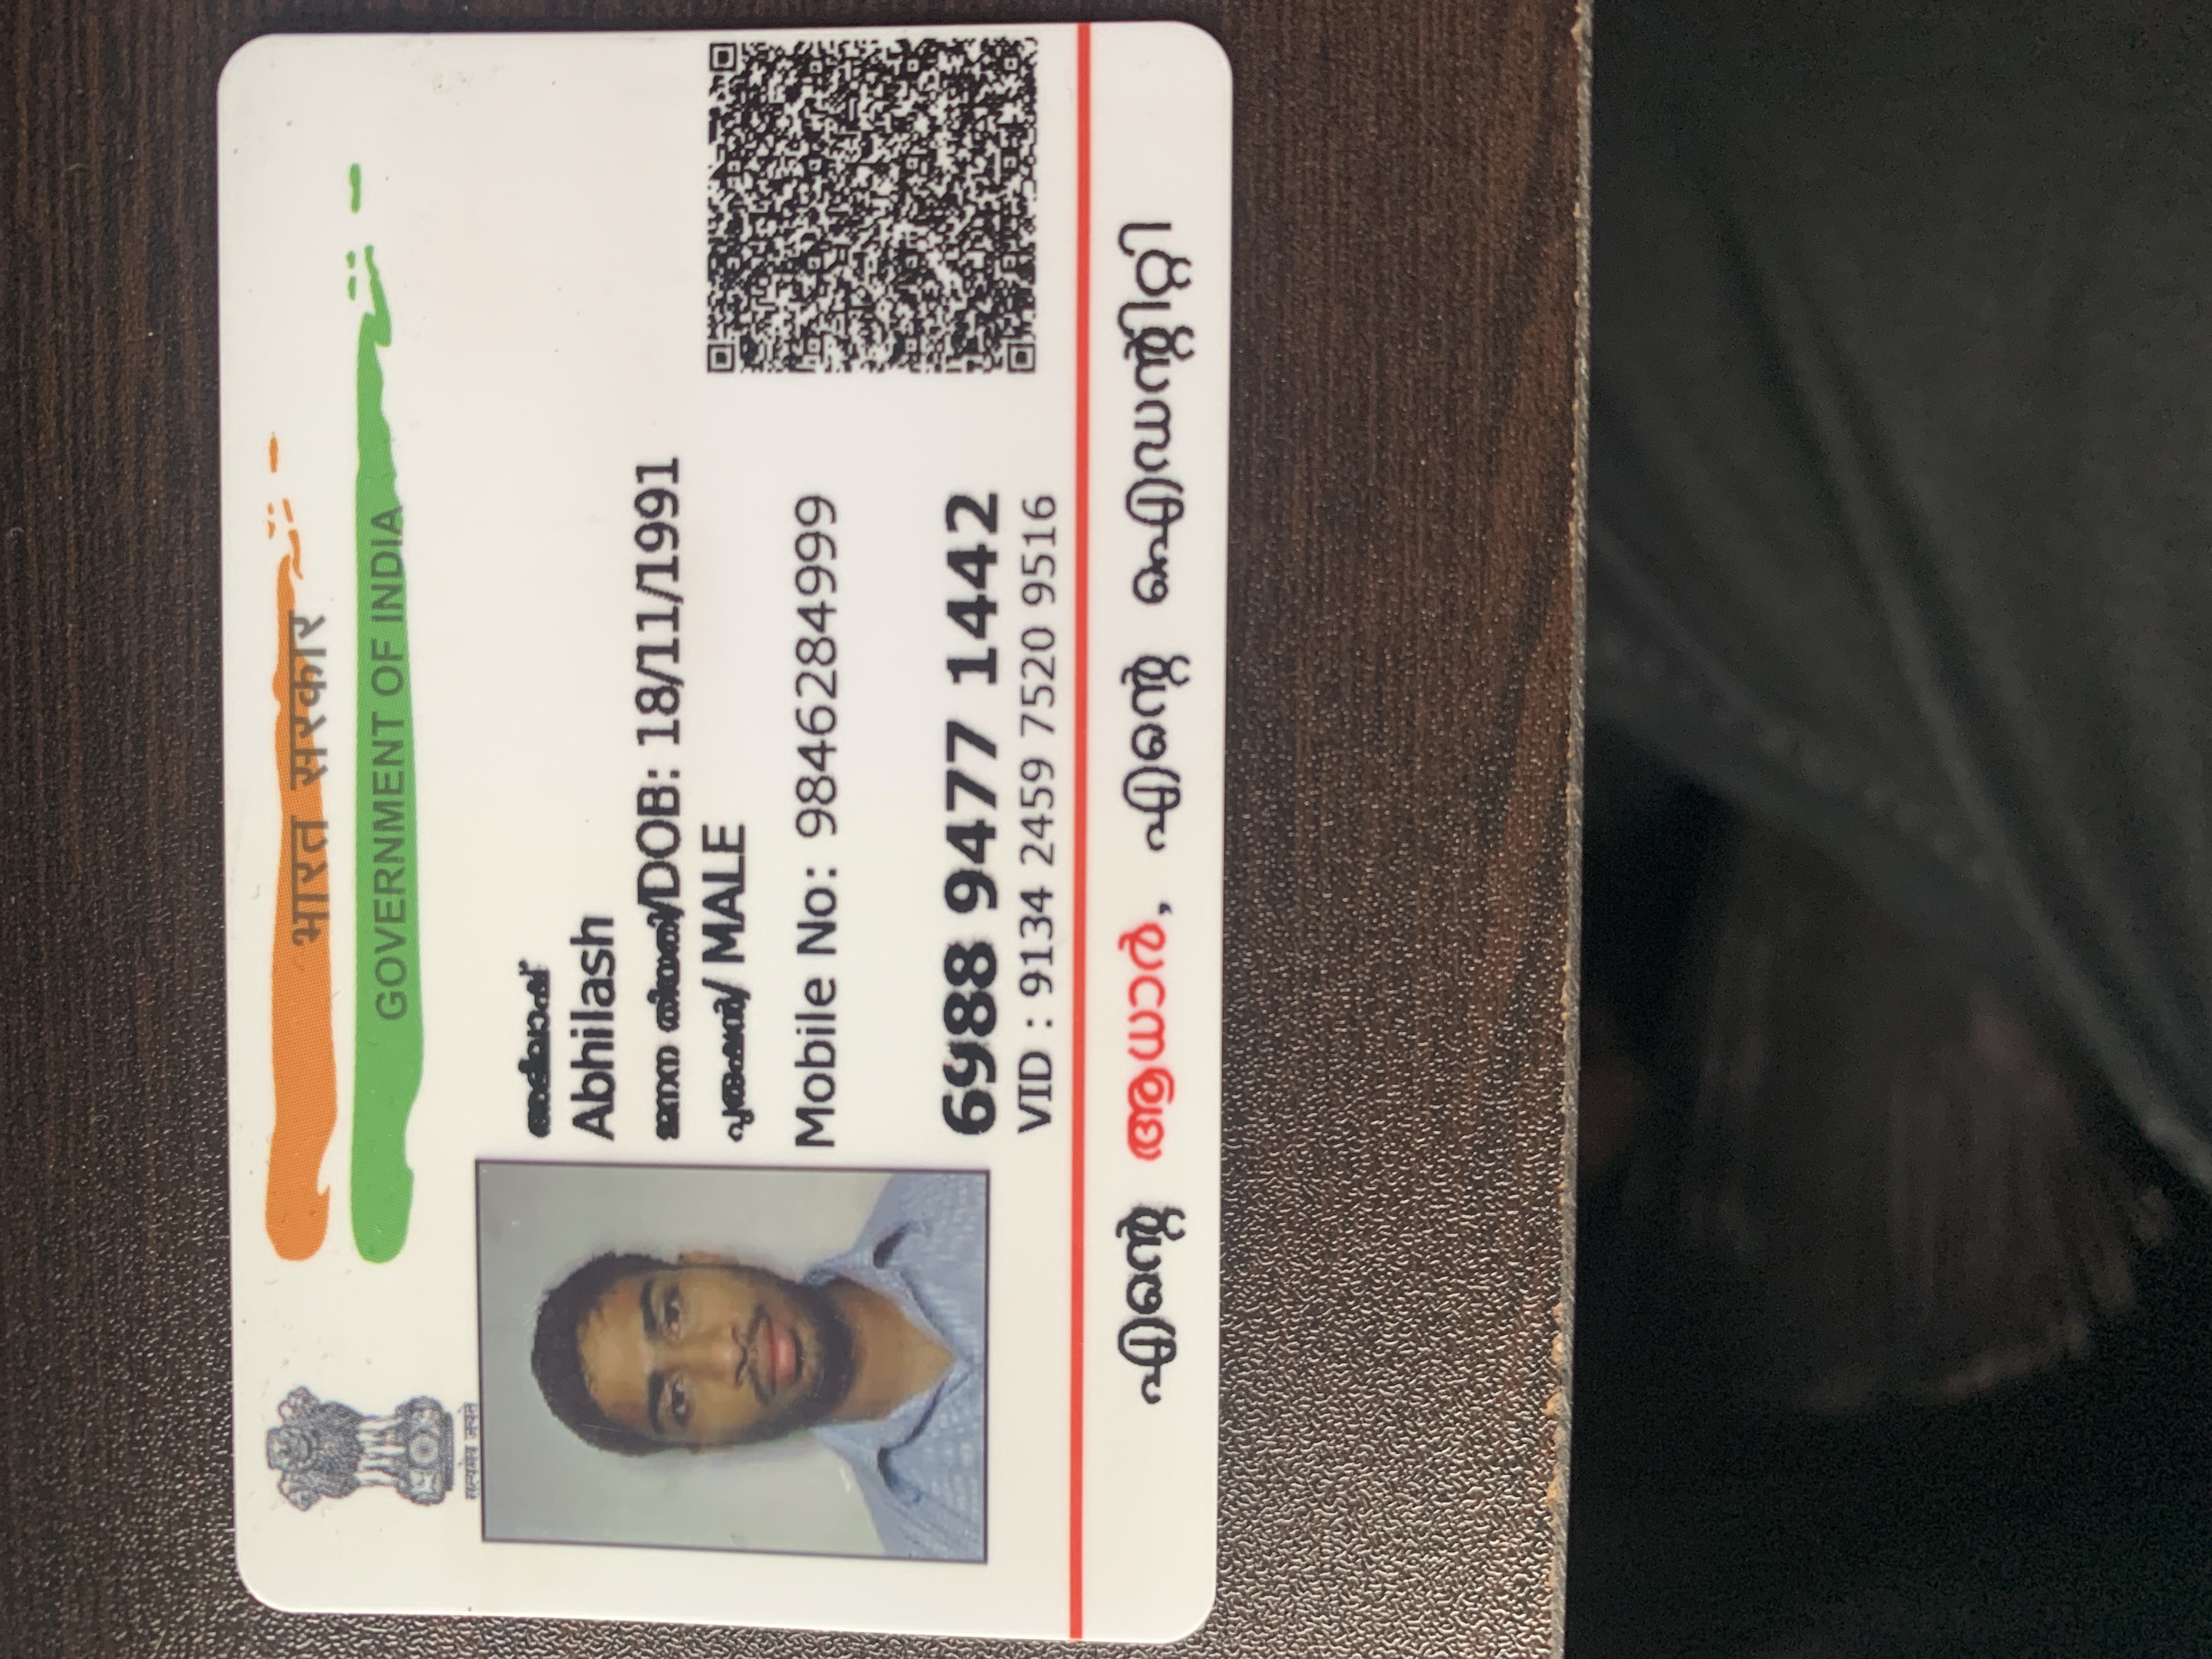 भारत सरकार
GOVERNMENT OF INDIA
सत्यमेव जयते
അഭിലാഷ്
Abhilash
ജനന തിയതി/DOB: 18/11/1991
പുരുഷൻ/ MALE
Mobile No: 9846284999
6988 9477 1442
VID : 9134 2459 7520 9516
എന്റെ ആധാർ, എന്റെ ഐഡന്റിറ്റി